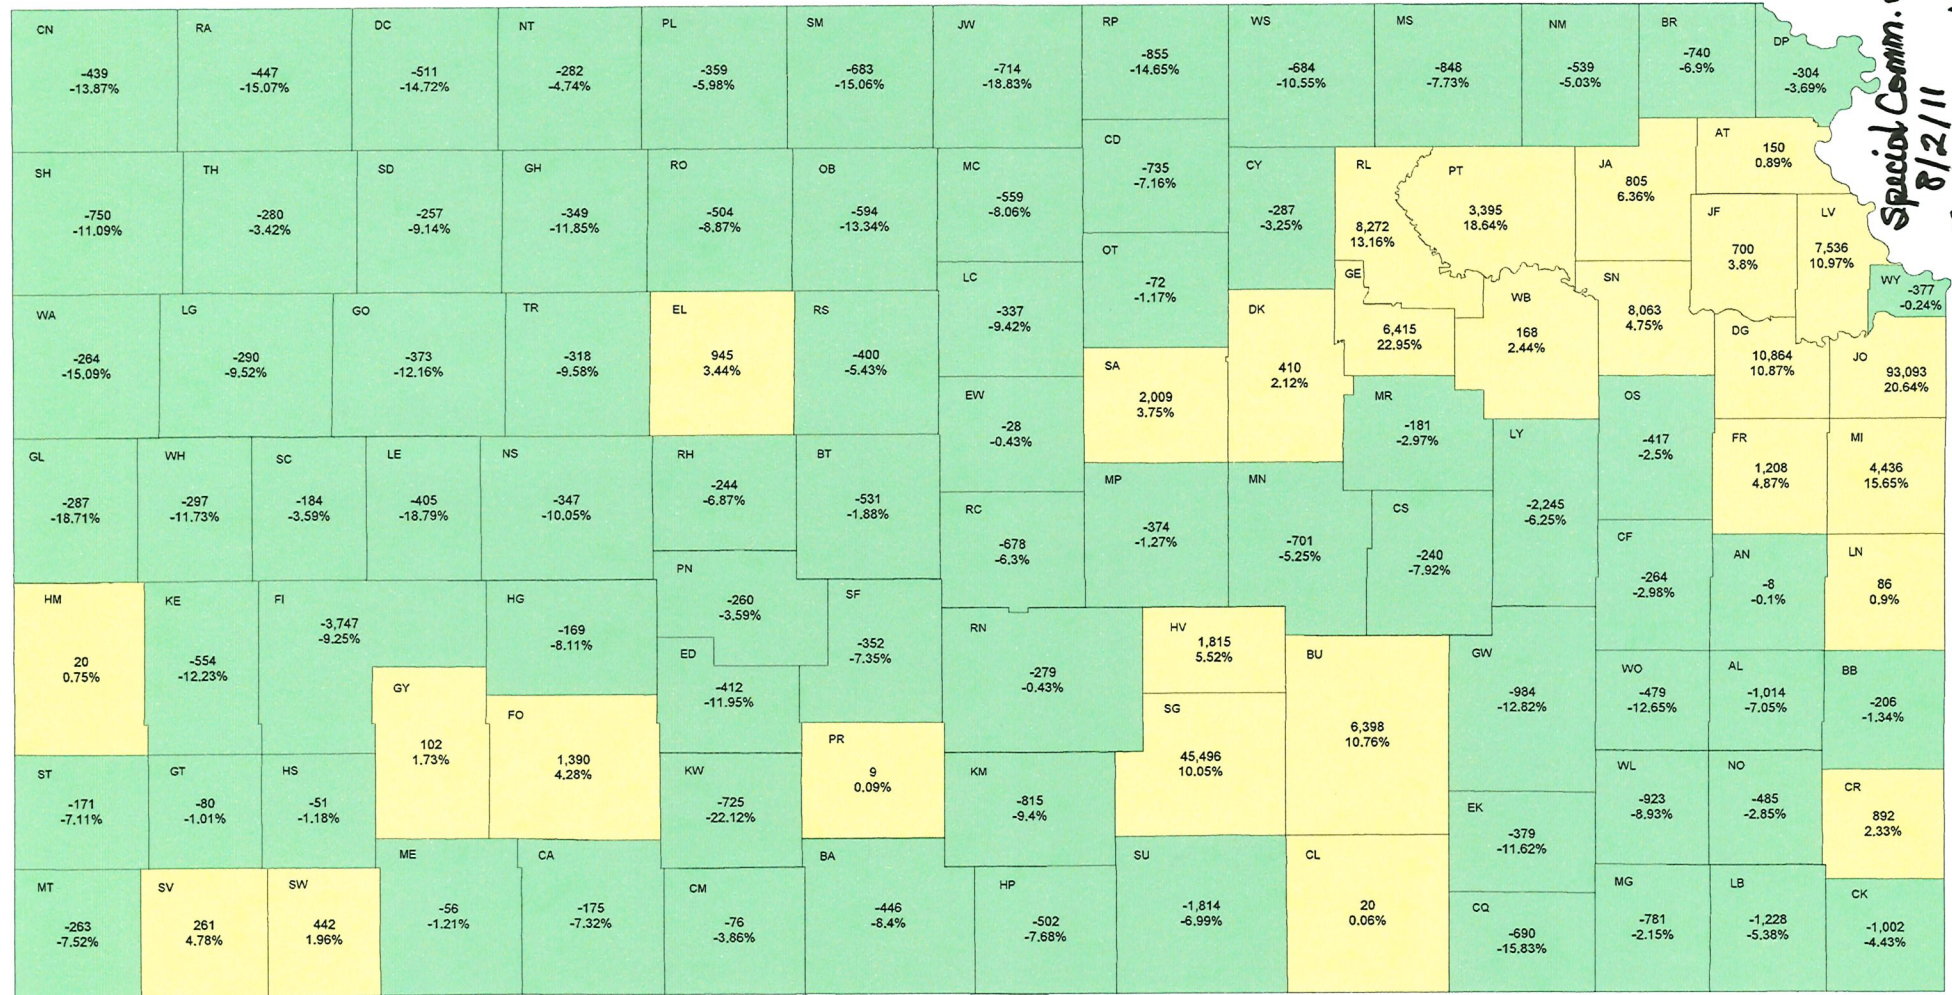 CN
-439
-13.87%
RA
-447
-15.07%
DC
-511
-14.72%
NT
-282
-4.74%
PL
-359
-5.98%
SM
-683
-15.06%
JW
-714
-18.83%
RP
-855
-14.65%
WS
-684
-10.55%
MS
-848
-7.73%
NM
-539
-5.03%
BR
-740
-6.9%
DP
-304
-3.69%
Special Comm.
8/2/11
CD
-735
-7.16%
AT
150
0.89%
SH
-750
-11.09%
TH
-280
-3.42%
SD
-257
-9.14%
GH
-349
-11.85%
RO
-504
-8.87%
OB
-594
-13.34%
MC
-559
-8.06%
CY
-287
-3.25%
RL
8,272
13.16%
PT
3,395
18.64%
JA
805
6.36%
JF
700
3.8%
LV
7,536
10.97%
OT
-72
-1.17%
LC
-337
-9.42%
GE
6,415
22.95%
SN
8,063
4.75%
WY
-377
-0.24%
WA
-264
-15.09%
LG
-290
-9.52%
GO
-373
-12.16%
TR
-318
-9.58%
EL
945
3.44%
RS
-400
-5.43%
DK
410
2.12%
WB
168
2.44%
DG
10,864
10.87%
JO
93,093
20.64%
SA
2,009
3.75%
EW
-28
-0.43%
MR
-181
-2.97%
OS
-417
-2.5%
LY
-2,245
-6.25%
FR
1,208
4.87%
MI
4,436
15.65%
GL
-287
-18.71%
WH
-297
-11.73%
SC
-184
-3.59%
LE
-405
-18.79%
NS
-347
-10.05%
RH
-244
-6.87%
BT
-531
-1.88%
RC
-678
-6.3%
MP
-374
-1.27%
MN
-701
-5.25%
CS
-240
-7.92%
CF
-264
-2.98%
AN
-8
-0.1%
LN
86
0.9%
PN
-260
-3.59%
HM
20
0.75%
KE
-554
-12.23%
FI
-3,747
-9.25%
HG
-169
-8.11%
SF
-352
-7.35%
RN
-279
-0.43%
HV
1,815
5.52%
ED
-412
-11.95%
BU
6,398
10.76%
GW
-984
-12.82%
WO
-479
-12.65%
AL
-1,014
-7.05%
BB
-206
-1.34%
GY
102
1.73%
FO
1,390
4.28%
SG
45,496
10.05%
PR
9
0.09%
ST
-171
-7.11%
GT
-80
-1.01%
HS
-51
-1.18%
KW
-725
-22.12%
KM
-815
-9.4%
WL
-923
-8.93%
NO
-485
-2.85%
CR
892
2.33%
EK
-379
-11.62%
MT
-263
-7.52%
SV
261
4.78%
SW
442
1.96%
ME
-56
-1.21%
CA
-175
-7.32%
CM
-76
-3.86%
BA
-446
-8.4%
HP
-502
-7.68%
SU
-1,814
-6.99%
CL
20
0.06%
CQ
-690
-15.83%
MG
-781
-2.15%
LB
-1,228
-5.38%
CK
-1,002
-4.43%